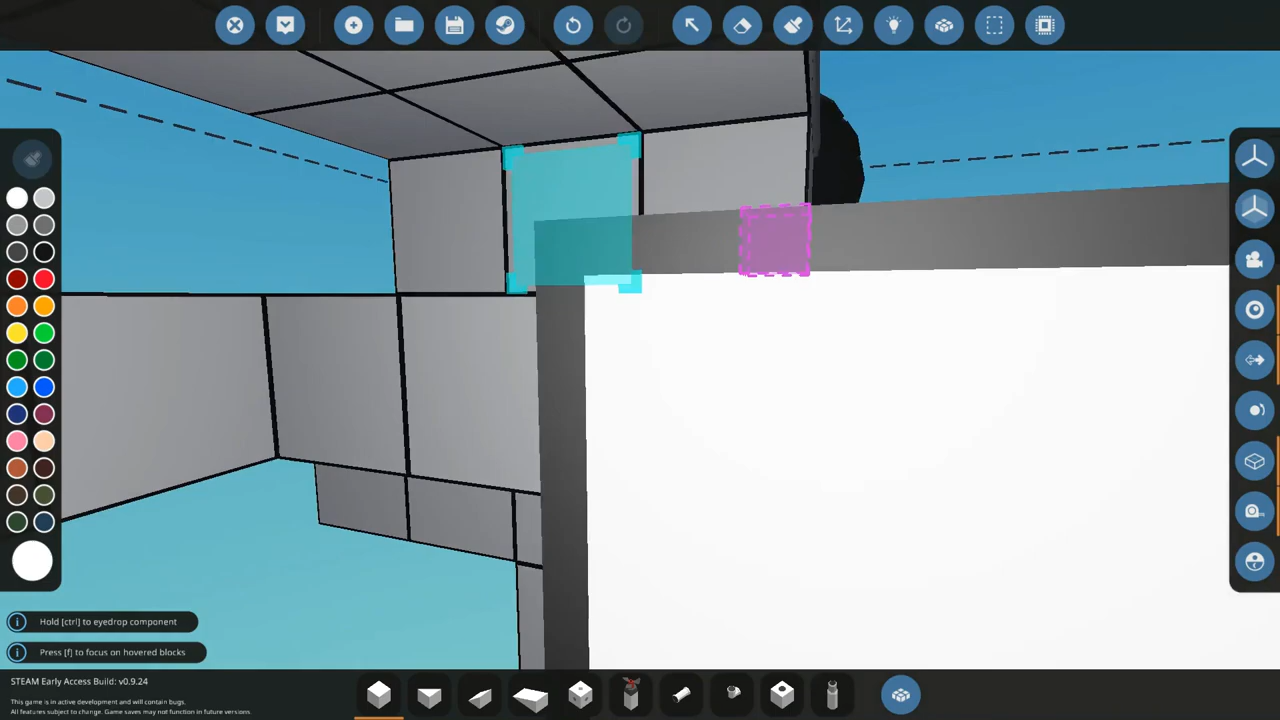 Hold [ctrl] to eyedrop component
Press [f] to focus on hovered blocks
STEAM Early Access Build: v0.9.24
This game is in active development and will contain bugs.
All features subject to change. Game saves may not function in future versions.